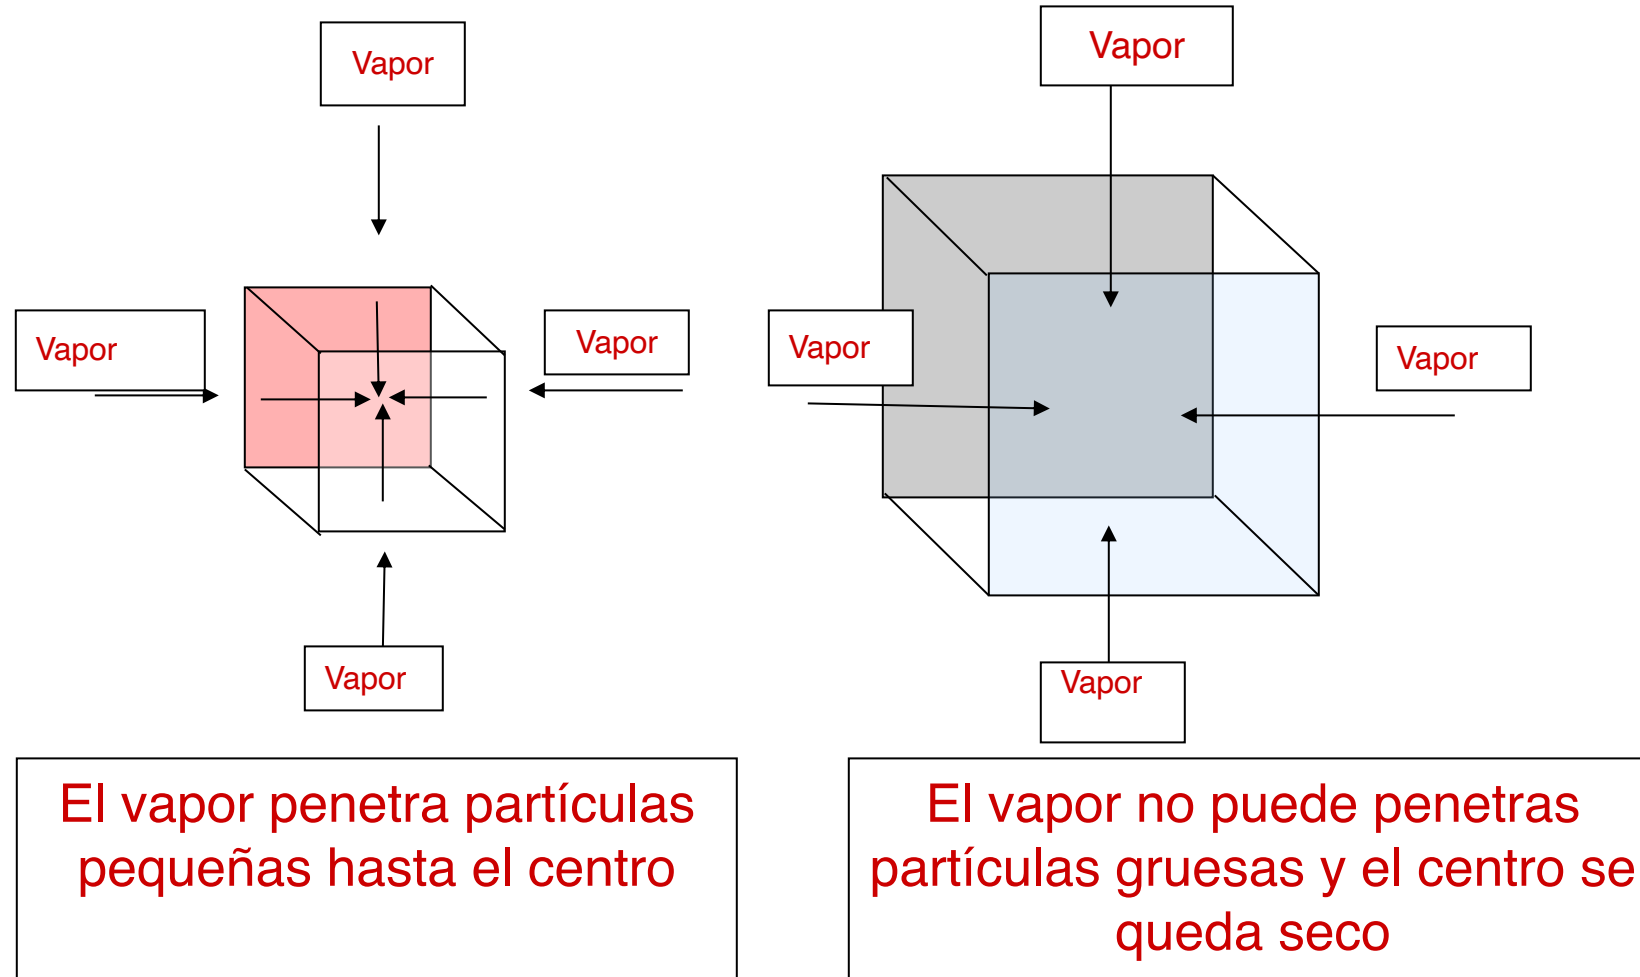 Vapor
Vapor
Vapor
Vapor
El vapor penetra partículas
pequeñas hasta el centro
Vapor
Vapor
Vapor
Vapor
El vapor no puede penetras
partículas gruesas y el centro se
queda seco